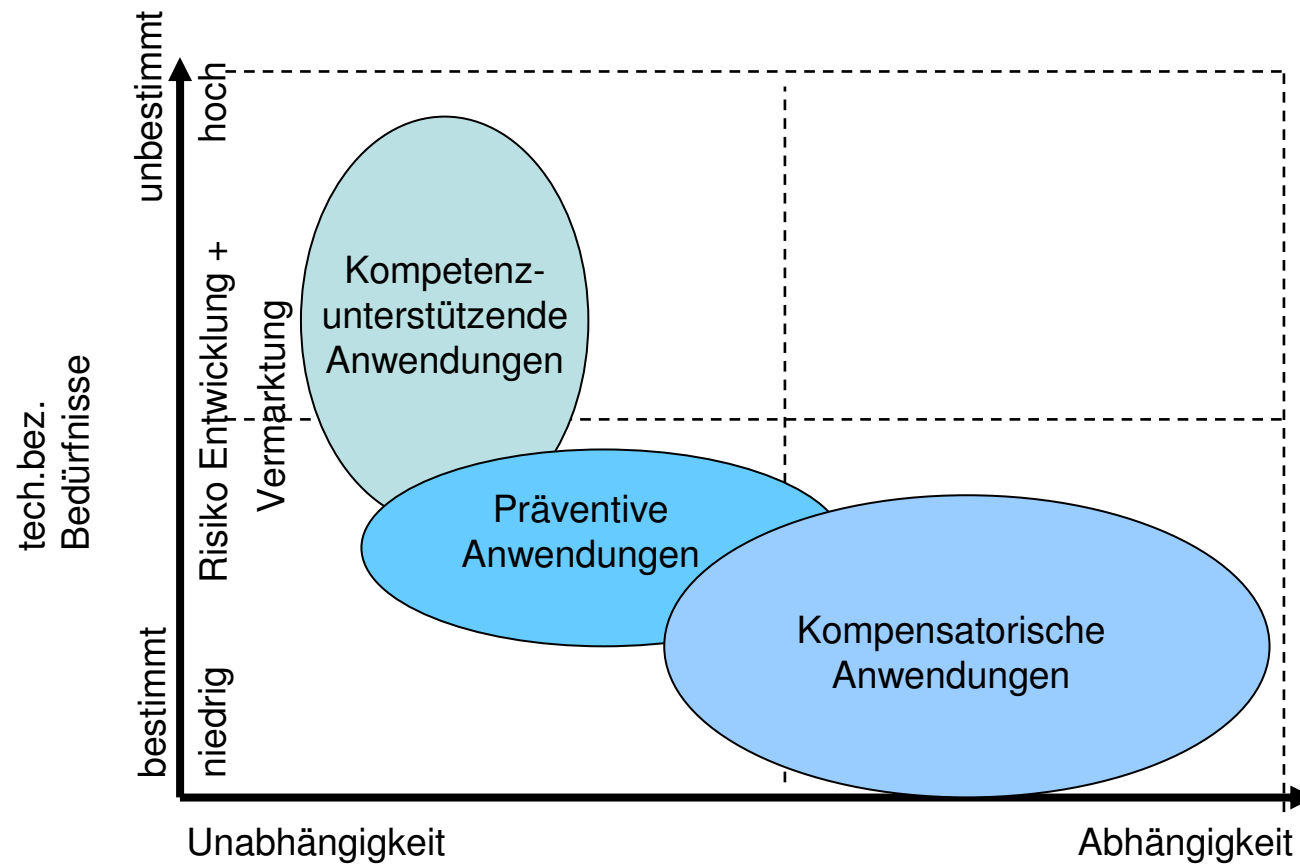 unbestimmt
hoch
tech.bez.
Bedürfnisse
Risiko Entwicklung +
Vermarktung
bestimmt
niedrig
Kompetenz-
unterstützende
Anwendungen
Präventive
Anwendungen
Kompensatorische
Anwendungen
Unabhängigkeit
Abhängigkeit